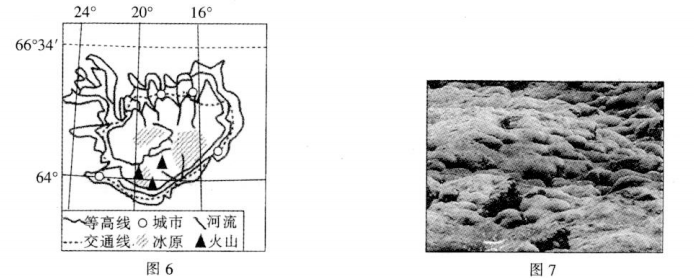 24° 20° 16°
66°34′
64°
等高线 城市 河流
交通线 冰原 火山
图6 图7